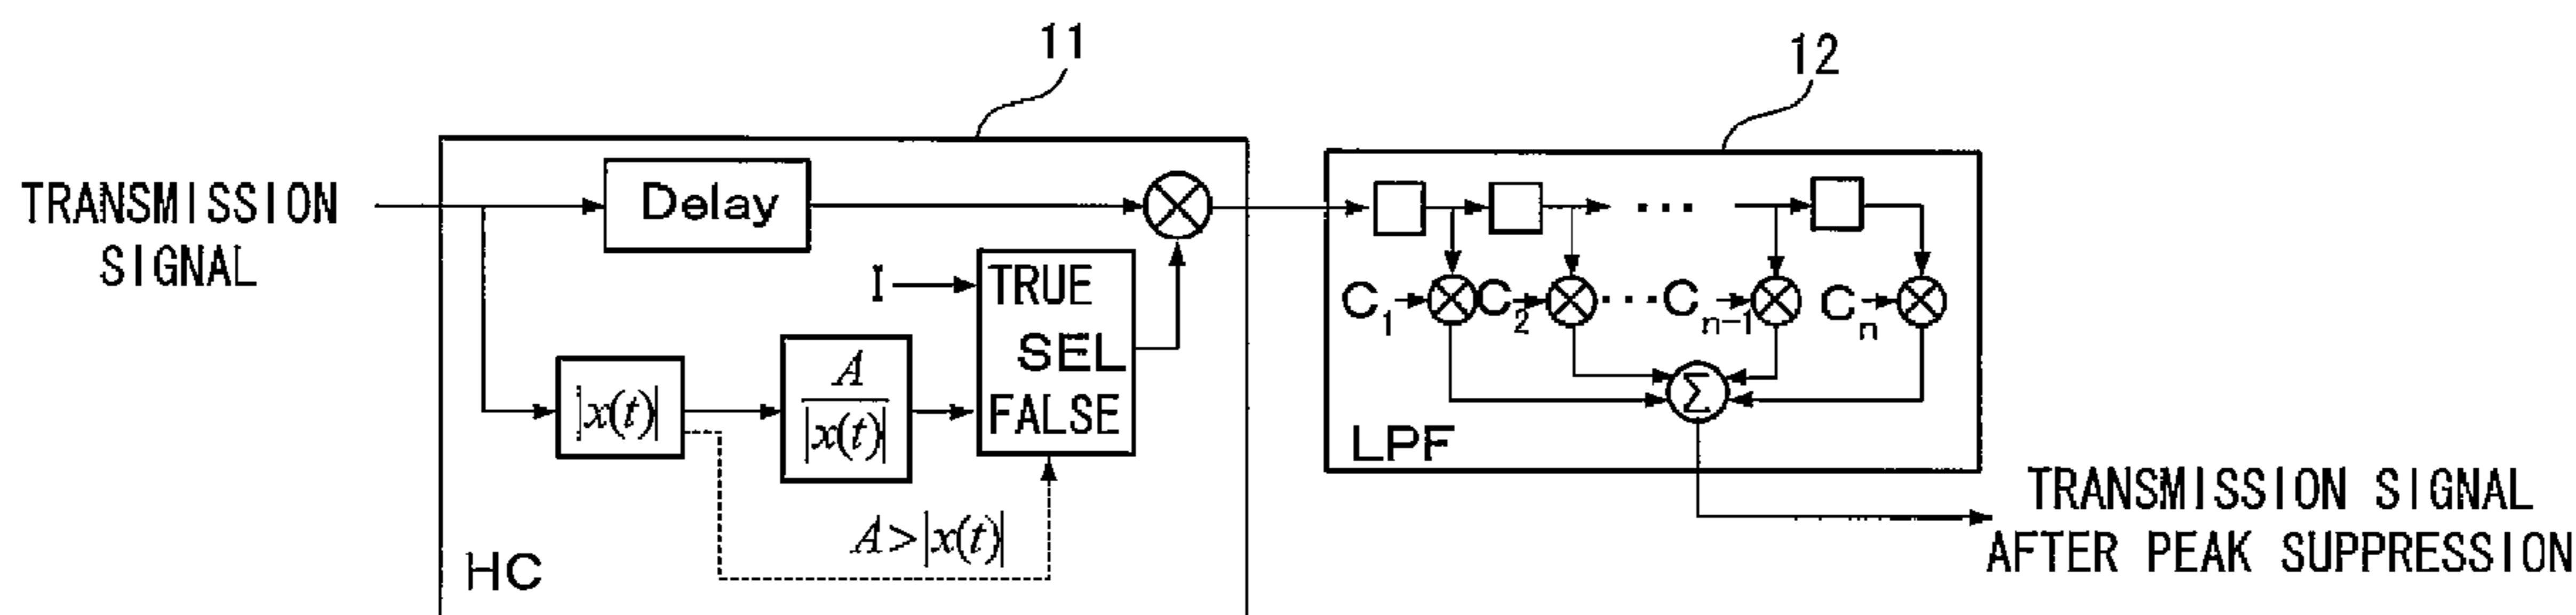 11
12
TRANSMISSION
SIGNAL
Delay
I
TRUE
SEL
FALSE
|x(t)|
A
|x(t)|
A>|x(t)|
HC
...
C1
C2
...Cn-1
Cn
Σ
LPF
TRANSMISSION SIGNAL
AFTER PEAK SUPPRESSION